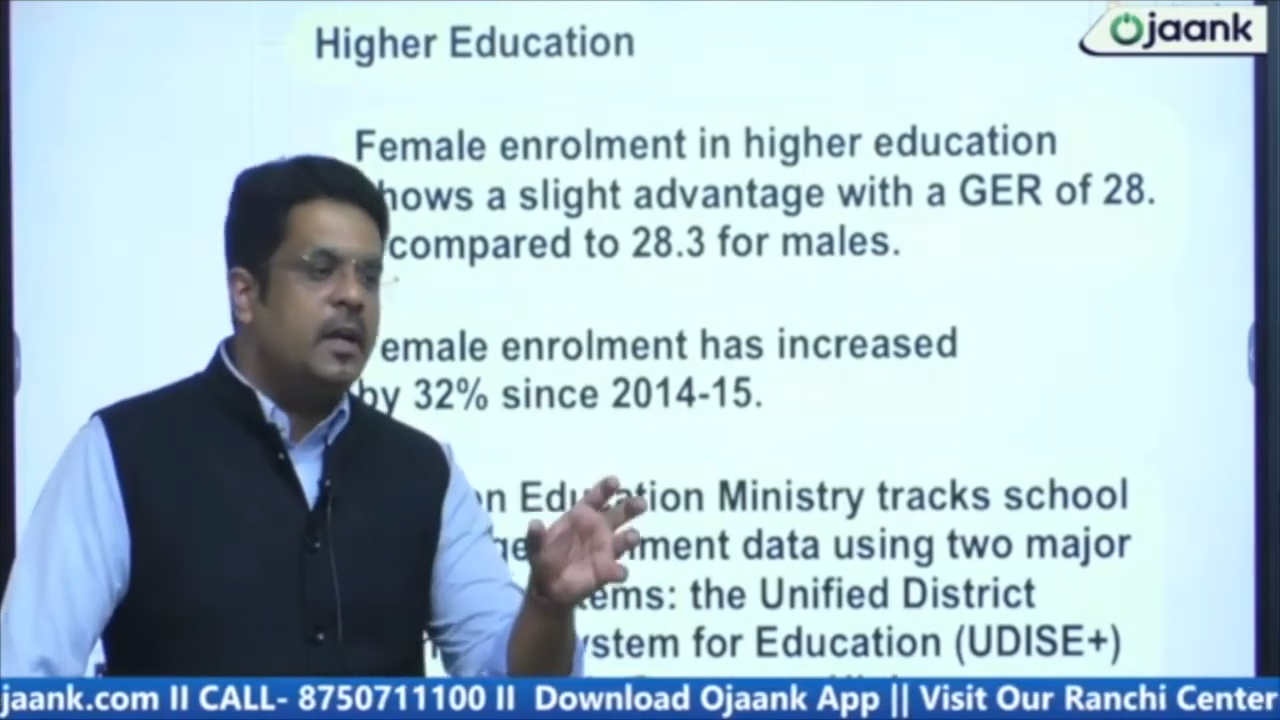 Higher Education
Ojaank
Female enrolment in higher education
hows a slight advantage with a GER of 28.
compared to 28.3 for males.
emale enrolment has increased
by 32% since 2014-15.
n Education Ministry tracks school
ment data using two major
tems: the Unified District
ystem for Education (UDISE+)
jaank.com II CALL- 8750711100 II Download Ojaank App || Visit Our Ranchi Center